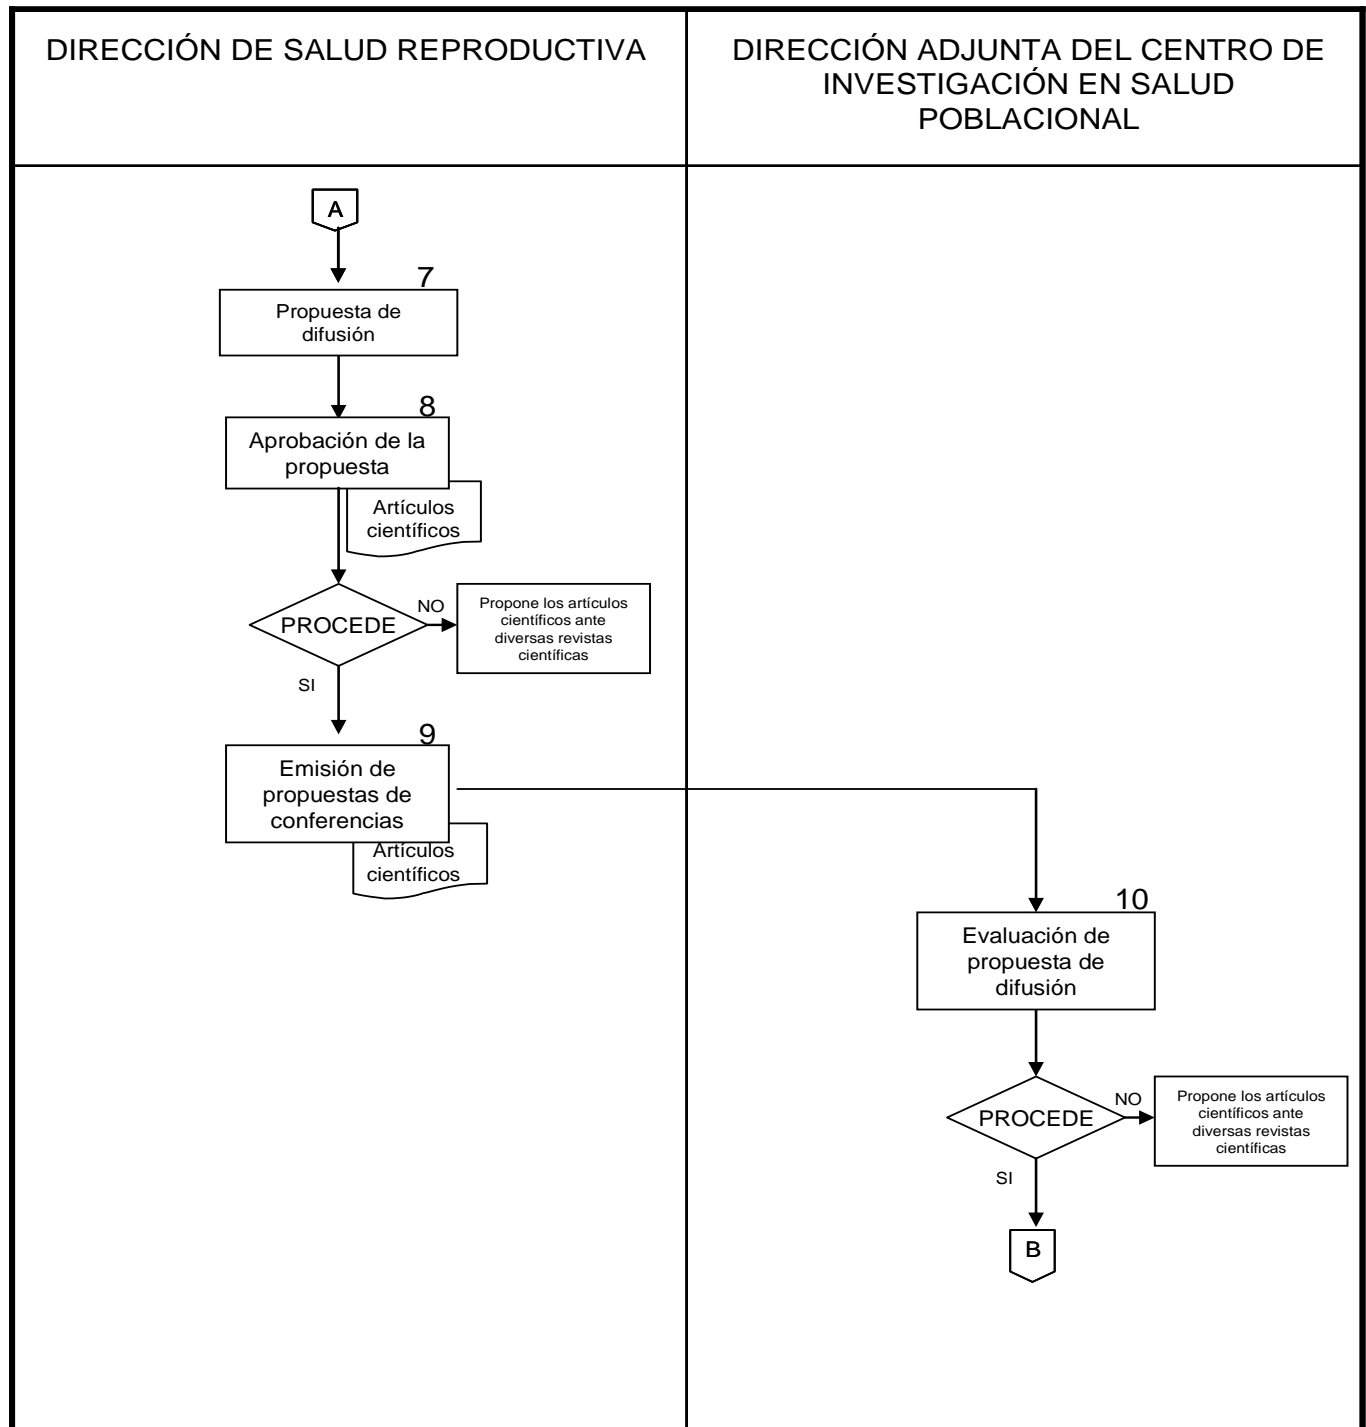 DIRECCIÓN DE SALUD REPRODUCTIVA
DIRECCIÓN ADJUNTA DEL CENTRO DE
INVESTIGACIÓN EN SALUD
POBLACIONAL
A
7
Propuesta de
difusión
8
Aprobación de la
propuesta
Artículos
científicos
PROCEDE
NO
Propone los artículos
científicos ante
diversas revistas
científicas
SI
9
Emisión de
propuestas de
conferencias
Artículos
científicos
10
Evaluación de
propuesta de
difusión
PROCEDE
NO
Propone los artículos
científicos ante
diversas revistas
científicas
SI
B